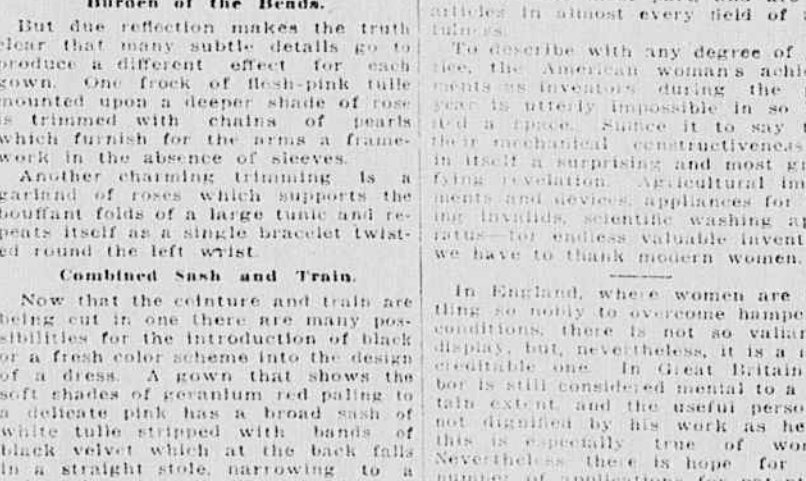 Burden of the Bends.
But due reflection makes the truth
clear that many subtle details go to
produce a different effect for each
gown. One frock of flesh-pink tulle
mounted upon a deeper shade of rose
is trimmed with chains of pearls
which furnish for the arms a frame-
work in the absence of sleeves.
Another charming trimming is a
garland of roses which supports the
bouffant folds of a large tunic and re-
peats itself as a single bracelet twist-
ed round the left wrist.
Combined Sash and Train.
Now that the ceinture and train are
being cut in one there are many pos-
sibilities for the introduction of black
or a fresh color scheme into the design
of a dress. A gown that shows the
soft shades of geranium red paling to
a delicate pink has a broad sash of
white tulle stripped with bands of
black velvet which at the back falls
in a straight stole, narrowing to a
articles in almost every field of
tulness.
To describe with any degree of
tice, the American woman's achie
ments as inventors during the
year is utterly impossible in so
ited a space. Suffice it to say
their mechanical constructiveness
in itself a surprising and most gr
fying revelation. Agricultural im
ments and devices, appliances for
ing invalids, scientific washing ap
ratus—for endless valuable invent
we have to thank modern women.
In England, where women are
tling so nobly to overcome hampe
conditions, there is not so valian
display, but, nevertheless, it is a
creditable one. In Great Britain
bor is still considered mental to a
tain extent, and the useful perso
not dignified by his work as he
this is especially true of wo
Nevertheless there is hope for
number of applications for patent